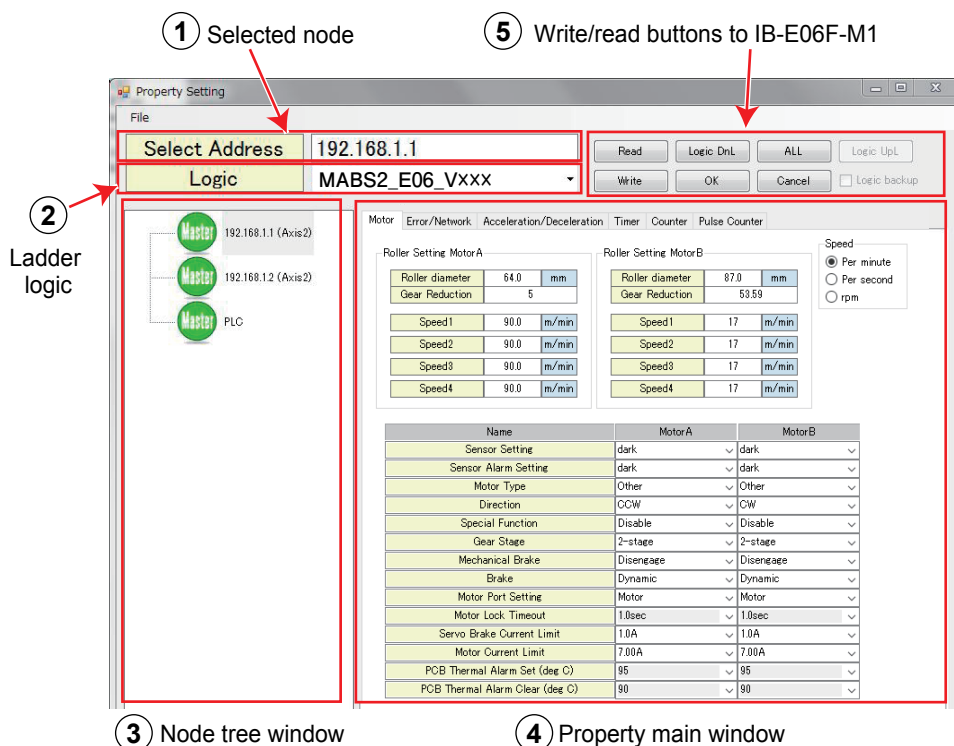 1 Selected node
5 Write/read buttons to IB-E06F-M1
Property Setting
File
Select Address 192.168.1.1
Logic MABS2_E06_Vxxx
Read Logic DnL ALL Logic UpL
Write OK Cancel Logic backup
2
Ladder
logic
192.168.1.1 (Axis2)
192.168.1.2 (Axis2)
PLC
Master
Master
Master
Motor Error/Network Acceleration/Deceleration Timer Counter Pulse Counter
Roller Setting MotorA
Roller diameter 64.0 mm
Gear Reduction 5
Speed1 90.0 m/min
Speed2 90.0 m/min
Speed3 90.0 m/min
Speed4 90.0 m/min
Roller Setting MotorB
Roller diameter 87.0 mm
Gear Reduction 53.59
Speed1 17 m/min
Speed2 17 m/min
Speed3 17 m/min
Speed4 17 m/min
Speed
Per minute
Per second
rpm
Name MotorA MotorB
Sensor Setting dark dark
Sensor Alarm Setting dark dark
Motor Type Other Other
Direction CCW CW
Special Function Disable Disable
Gear Stage 2-stage 2-stage
Mechanical Brake Disengage Disengage
Brake Dynamic Dynamic
Motor Port Setting Motor Motor
Motor Lock Timeout 1.0sec 1.0sec
Servo Brake Current Limit 1.0A 1.0A
Motor Current Limit 7.00A 7.00A
PCB Thermal Alarm Set (deg C) 95 95
PCB Thermal Alarm Clear (deg C) 90 90
3 Node tree window
4 Property main window